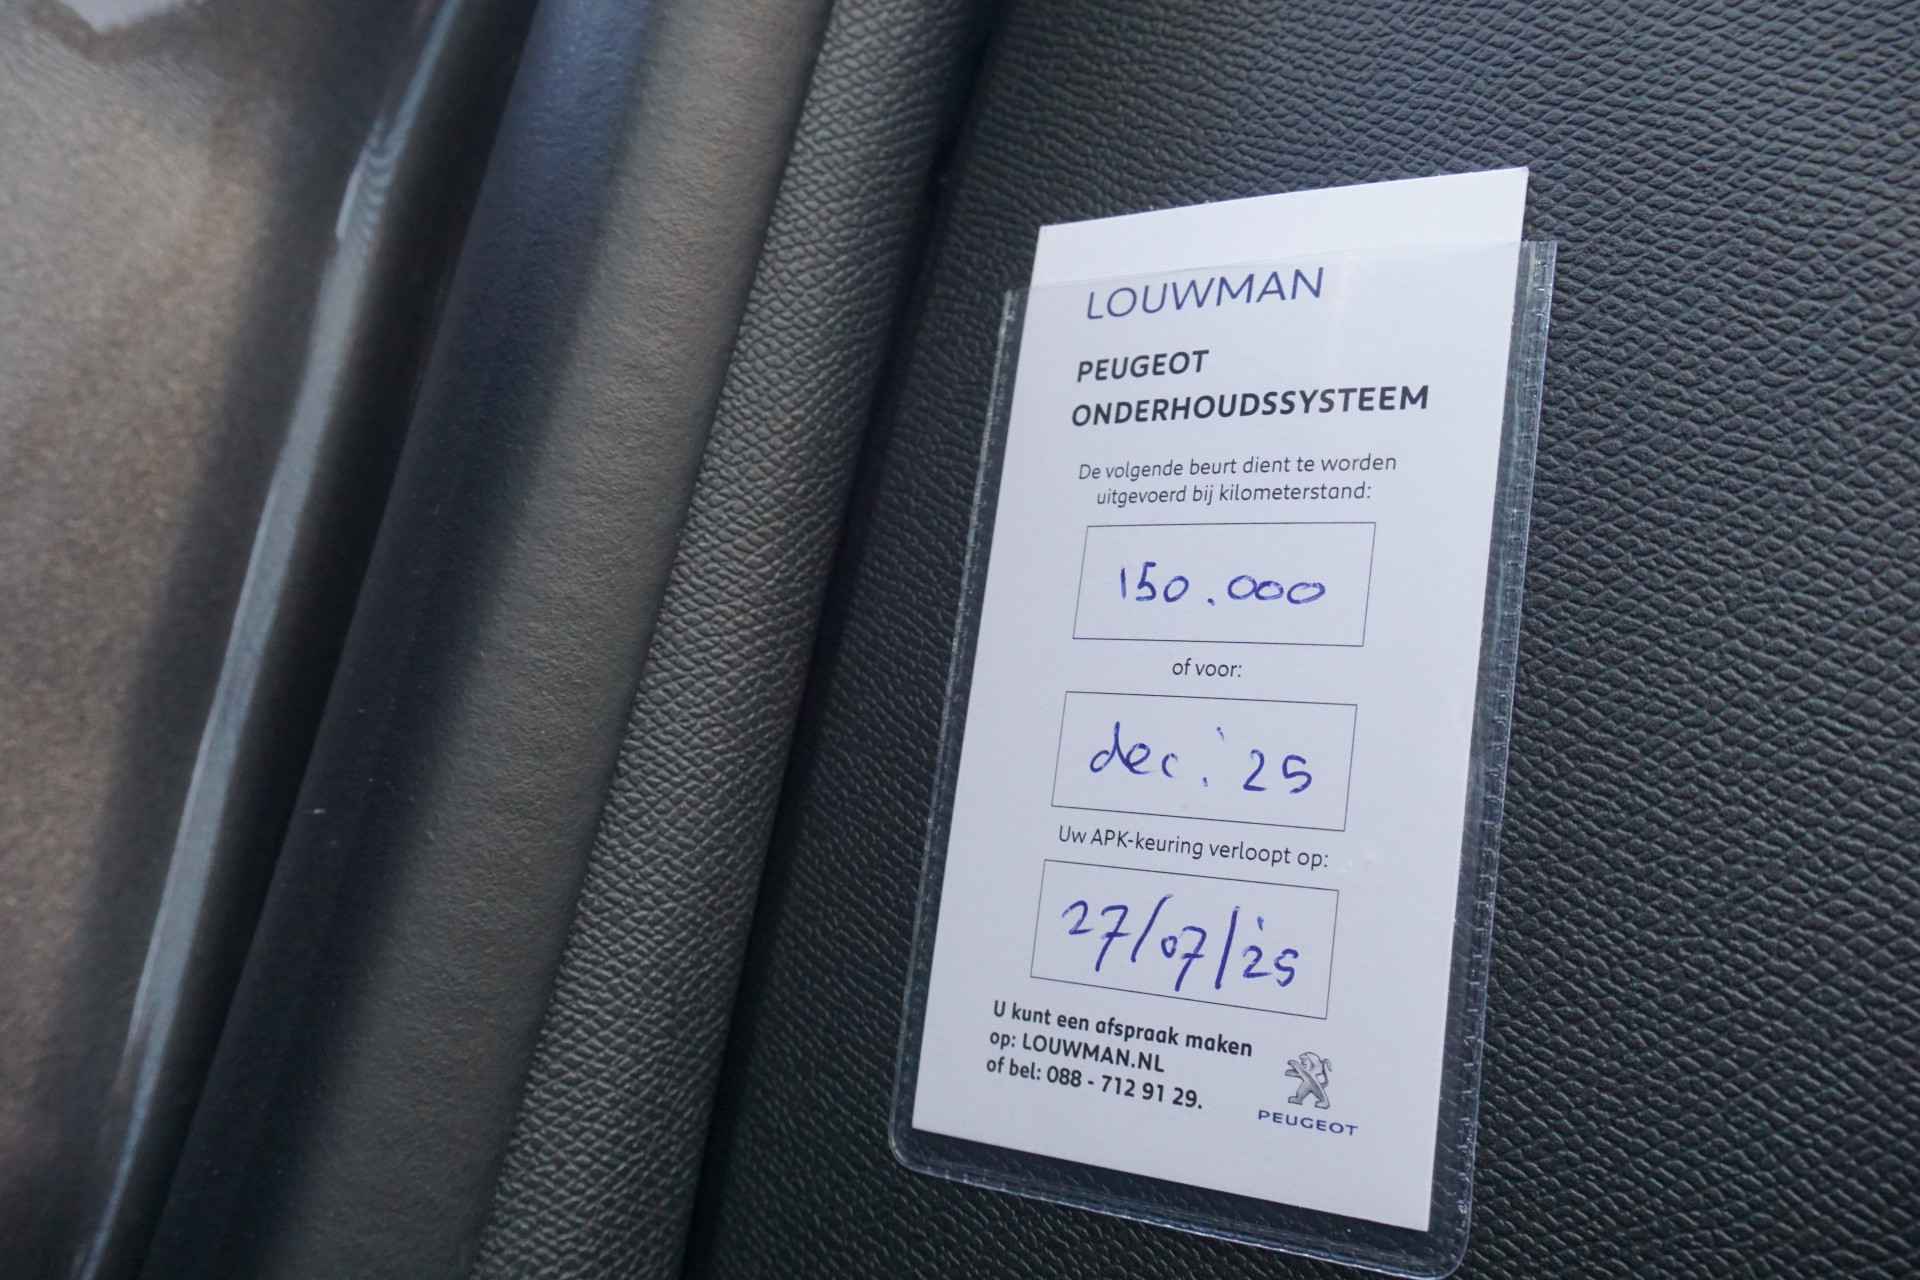 LOUWMAN
PEUGEOT
ONDERHOUDSSYSTEEM
De volgende beurt dient te worden
uitgevoerd bij kilometerstand:
150.000
of voor:
dec. '25
Uw APK-keuring verloopt op:
27/07/'25
U kunt een afspraak maken
op: LOUWMAN.NL
of bel: 088 - 712 91 29.
PEUGEOT